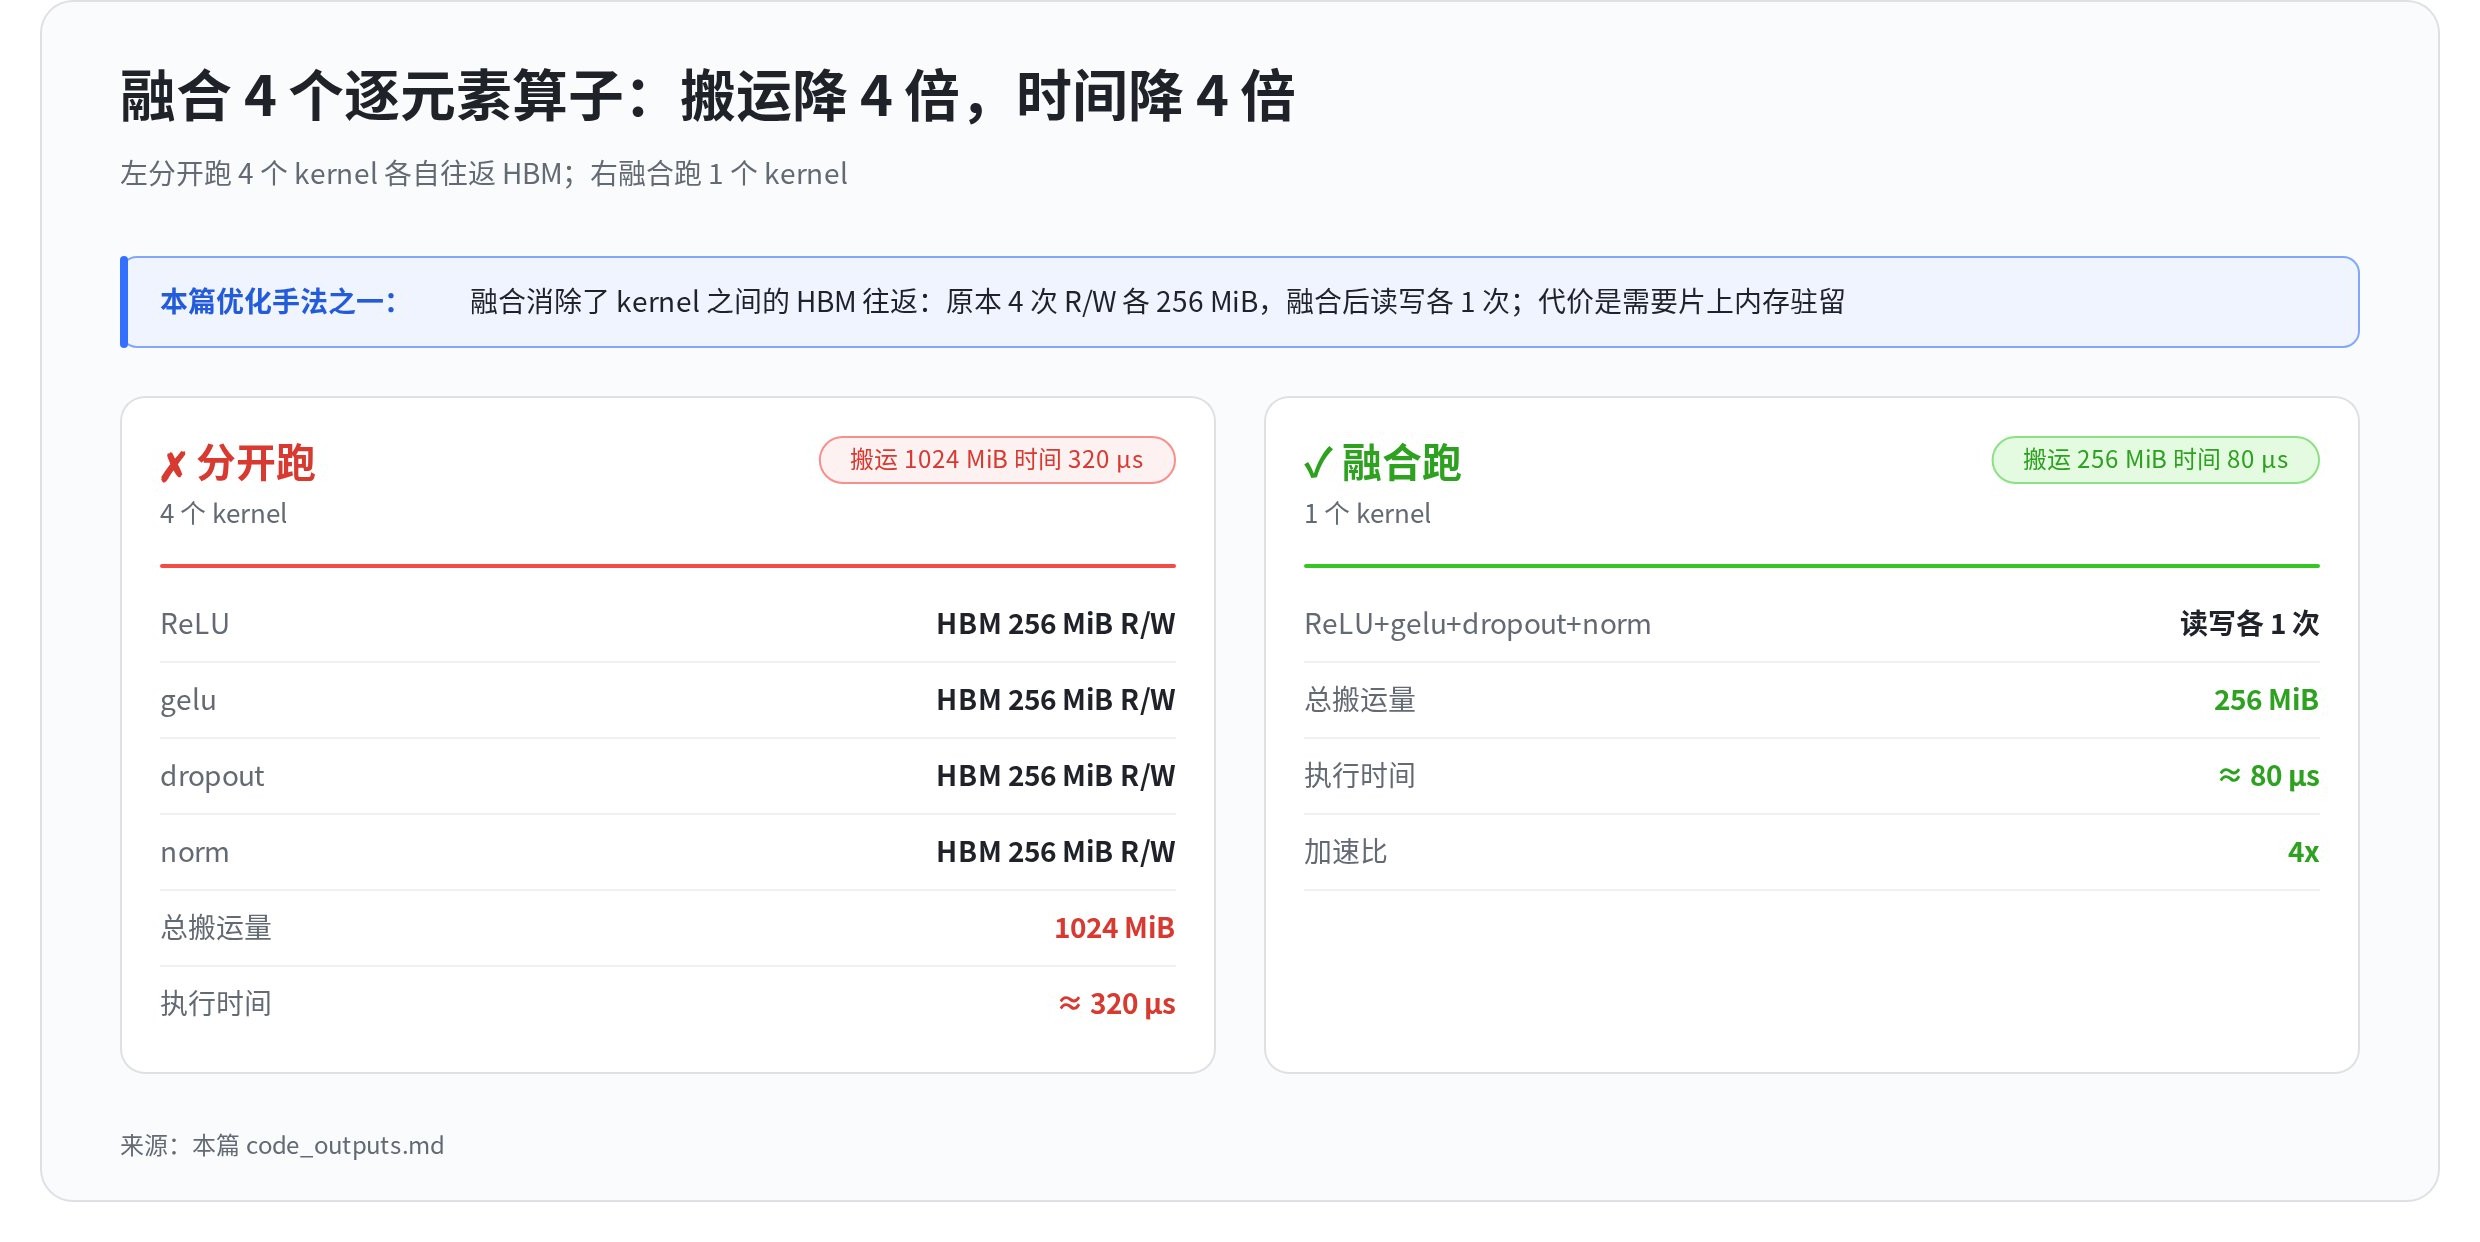 融合 4 个逐元素算子：搬运降 4 倍，时间降 4 倍
左分开跑 4 个 kernel 各自往返 HBM；右融合跑 1 个 kernel
本篇优化手法之一： 融合消除了 kernel 之间的 HBM 往返：原本 4 次 R/W 各 256 MiB，融合后读写各 1 次；代价是需要片上内存驻留
✗ 分开跑 搬运 1024 MiB 时间 320 µs
4 个 kernel
ReLU HBM 256 MiB R/W
gelu HBM 256 MiB R/W
dropout HBM 256 MiB R/W
norm HBM 256 MiB R/W
总搬运量 1024 MiB
执行时间 ≈ 320 µs
✓ 融合跑 搬运 256 MiB 时间 80 µs
1 个 kernel
ReLU+gelu+dropout+norm 读写各 1 次
总搬运量 256 MiB
执行时间 ≈ 80 µs
加速比 4x
来源：本篇 code_outputs.md